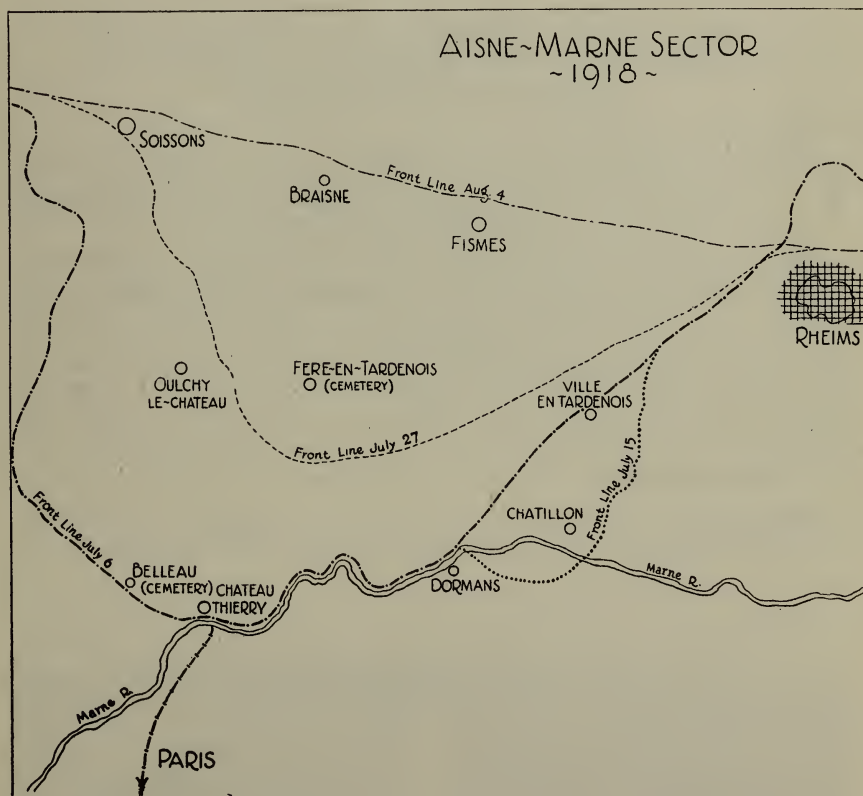 AISNE~MARNE SECTOR
~1918~
SOISSONS
BRAISNE
Front Line Aug. 4
FISMES
RHEIMS
OULCHY
LE-CHATEAU
FERE-EN-TARDENOIS
(CEMETERY)
VILLE
EN TARDENOIS
Front Line July 27
Front Line July 15
CHATILLON
Front Line July 6
BELLEAU
(CEMETERY)
CHATEAU
THIERRY
DORMANS
Marne R.
Marne R.
PARIS